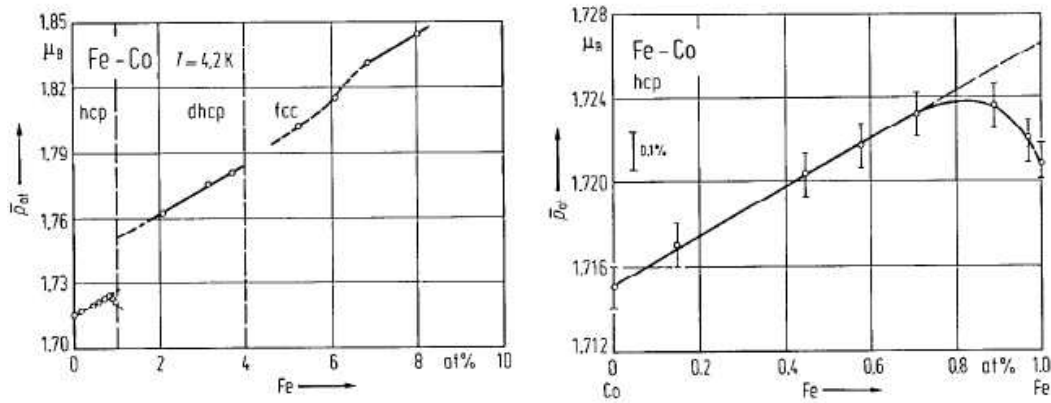 1,85
μB
1,82
1,79
p̄at
1,76
1,73
1,70
Fe-Co T=4,2K
hcp dhcp fcc
0 2 4 6 8 at% 10
Fe
1,728
μB
1,724
1,720
p̄a
1,716
1,712
Fe-Co
hcp
0,1%
0 0.2 0.4 0.6 0.8 at% 1.0
Co Fe Fe